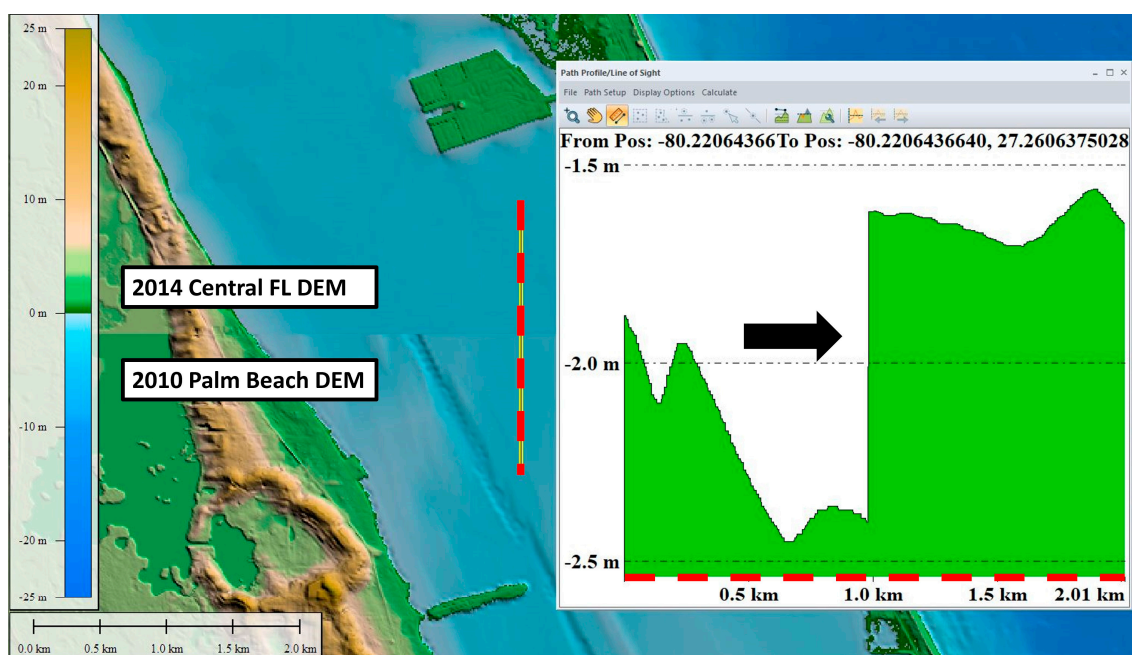 25 m
20 m
10 m
0 m
-10 m
-20 m
-25 m
0.0 km 0.5 km 1.0 km 1.5 km 2.0 km
2014 Central FL DEM
2010 Palm Beach DEM
Path Profile/Line of Sight
File Path Setup Display Options Calculate
From Pos: -80.22064366To Pos: -80.2206436640, 27.2606375028
-1.5 m
-2.0 m
-2.5 m
0.5 km 1.0 km 1.5 km 2.01 km